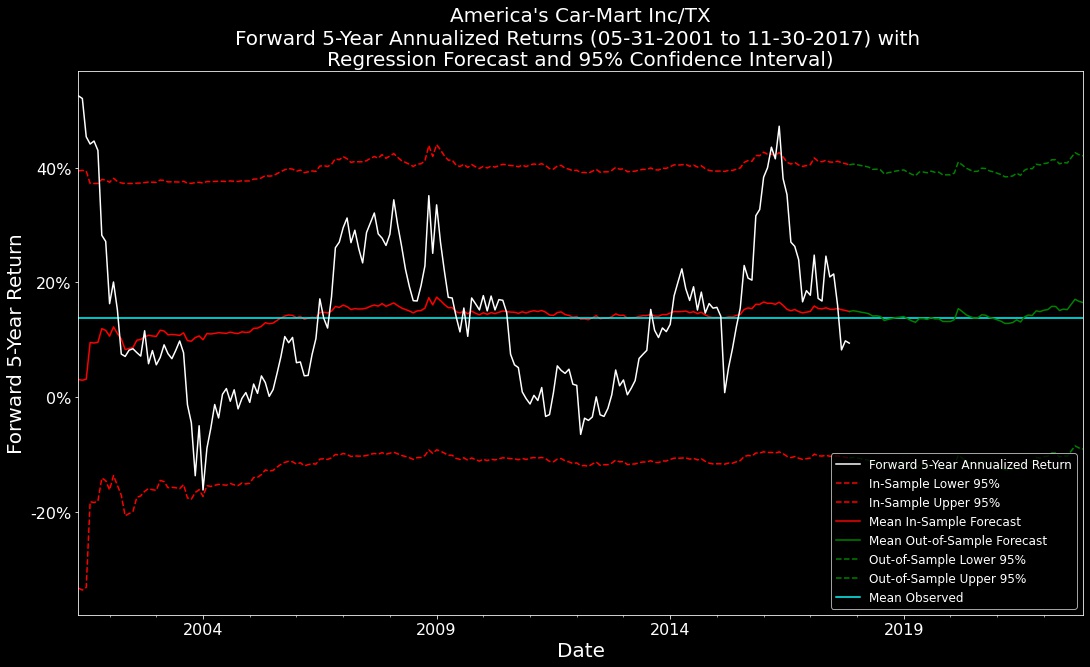 America's Car-Mart Inc/TX
Forward 5-Year Annualized Returns (05-31-2001 to 11-30-2017) with
Regression Forecast and 95% Confidence Interval)
Forward 5-Year Return
40%
20%
0%
-20%
2004
2009
2014
2019
Date
Forward 5-Year Annualized Return
In-Sample Lower 95%
In-Sample Upper 95%
Mean In-Sample Forecast
Mean Out-of-Sample Forecast
Out-of-Sample Lower 95%
Out-of-Sample Upper 95%
Mean Observed